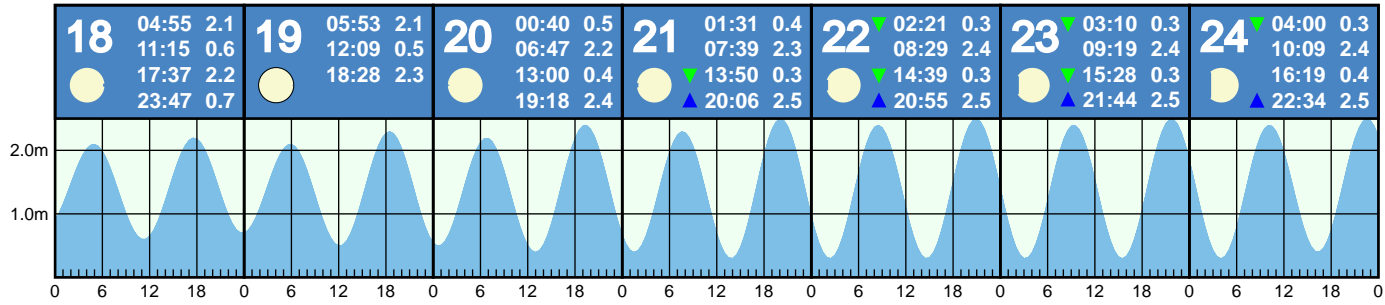 18 04:55 2.1
11:15 0.6
17:37 2.2
23:47 0.7
19 05:53 2.1
12:09 0.5
18:28 2.3
20 00:40 0.5
06:47 2.2
13:00 0.4
19:18 2.4
21 01:31 0.4
07:39 2.3
▼ 13:50 0.3
▲ 20:06 2.5
22 ▼ 02:21 0.3
08:29 2.4
▼ 14:39 0.3
▲ 20:55 2.5
23 ▼ 03:10 0.3
09:19 2.4
▼ 15:28 0.3
▲ 21:44 2.5
24 ▼ 04:00 0.3
10:09 2.4
16:19 0.4
▲ 22:34 2.5
2.0m
1.0m
0 6 12 18 0 6 12 18 0 6 12 18 0 6 12 18 0 6 12 18 0 6 12 18 0 6 12 18 0